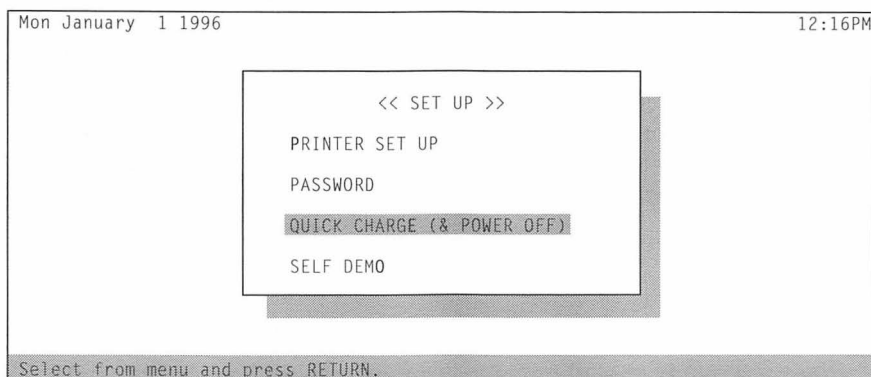 Mon January 1 1996 12:16PM
<< SET UP >>
PRINTER SET UP
PASSWORD
QUICK CHARGE (& POWER OFF)
SELF DEMO
Select from menu and press RETURN.